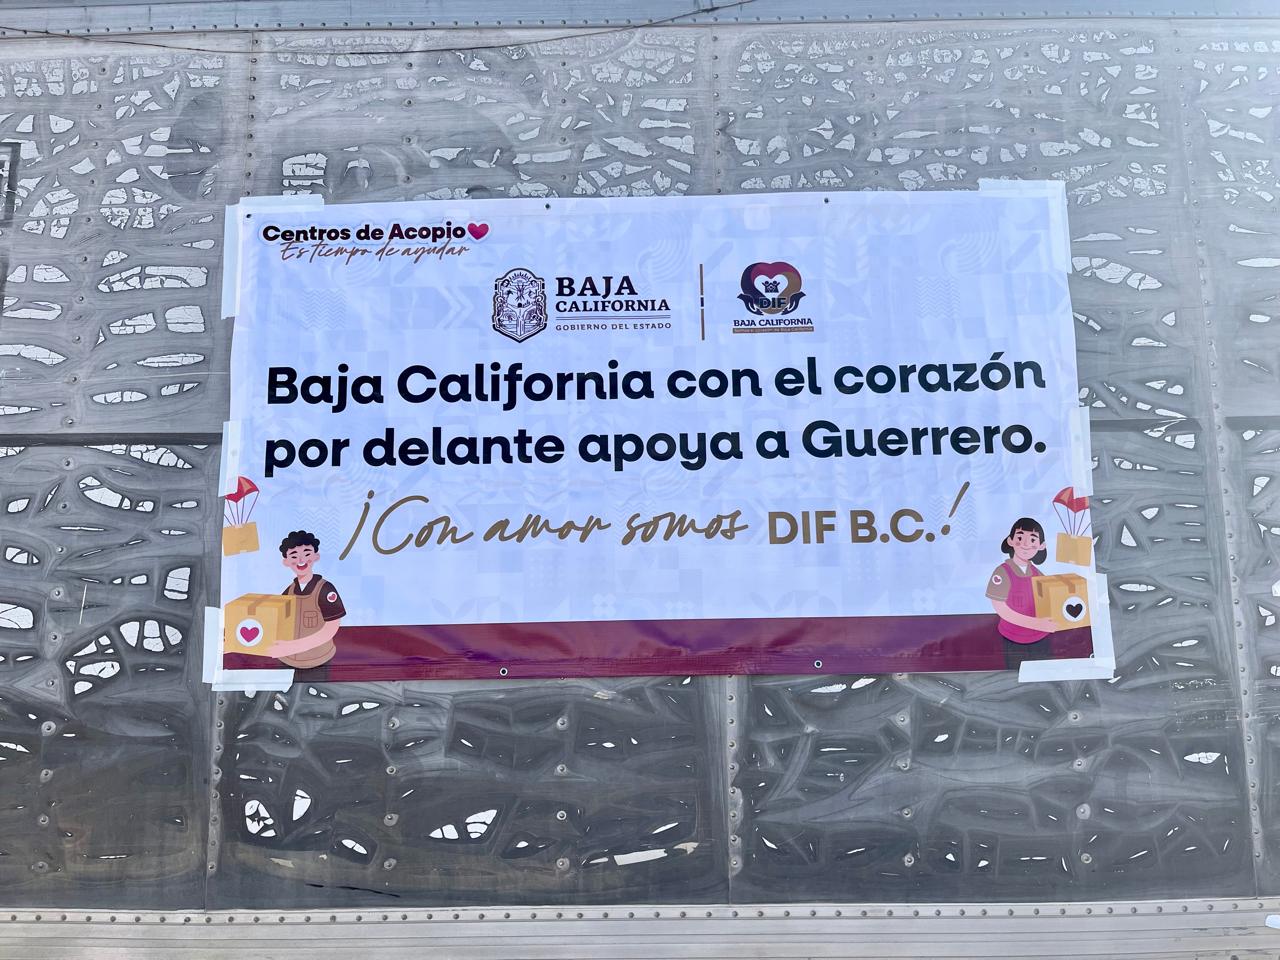 Centros de Acopio
Es tiempo de ayudar
BAJA
CALIFORNIA
GOBIERNO DEL ESTADO
DIF
BAJA CALIFORNIA
Baja California con el corazón
por delante apoya a Guerrero.
¡Con amor somos DIF B.C.!